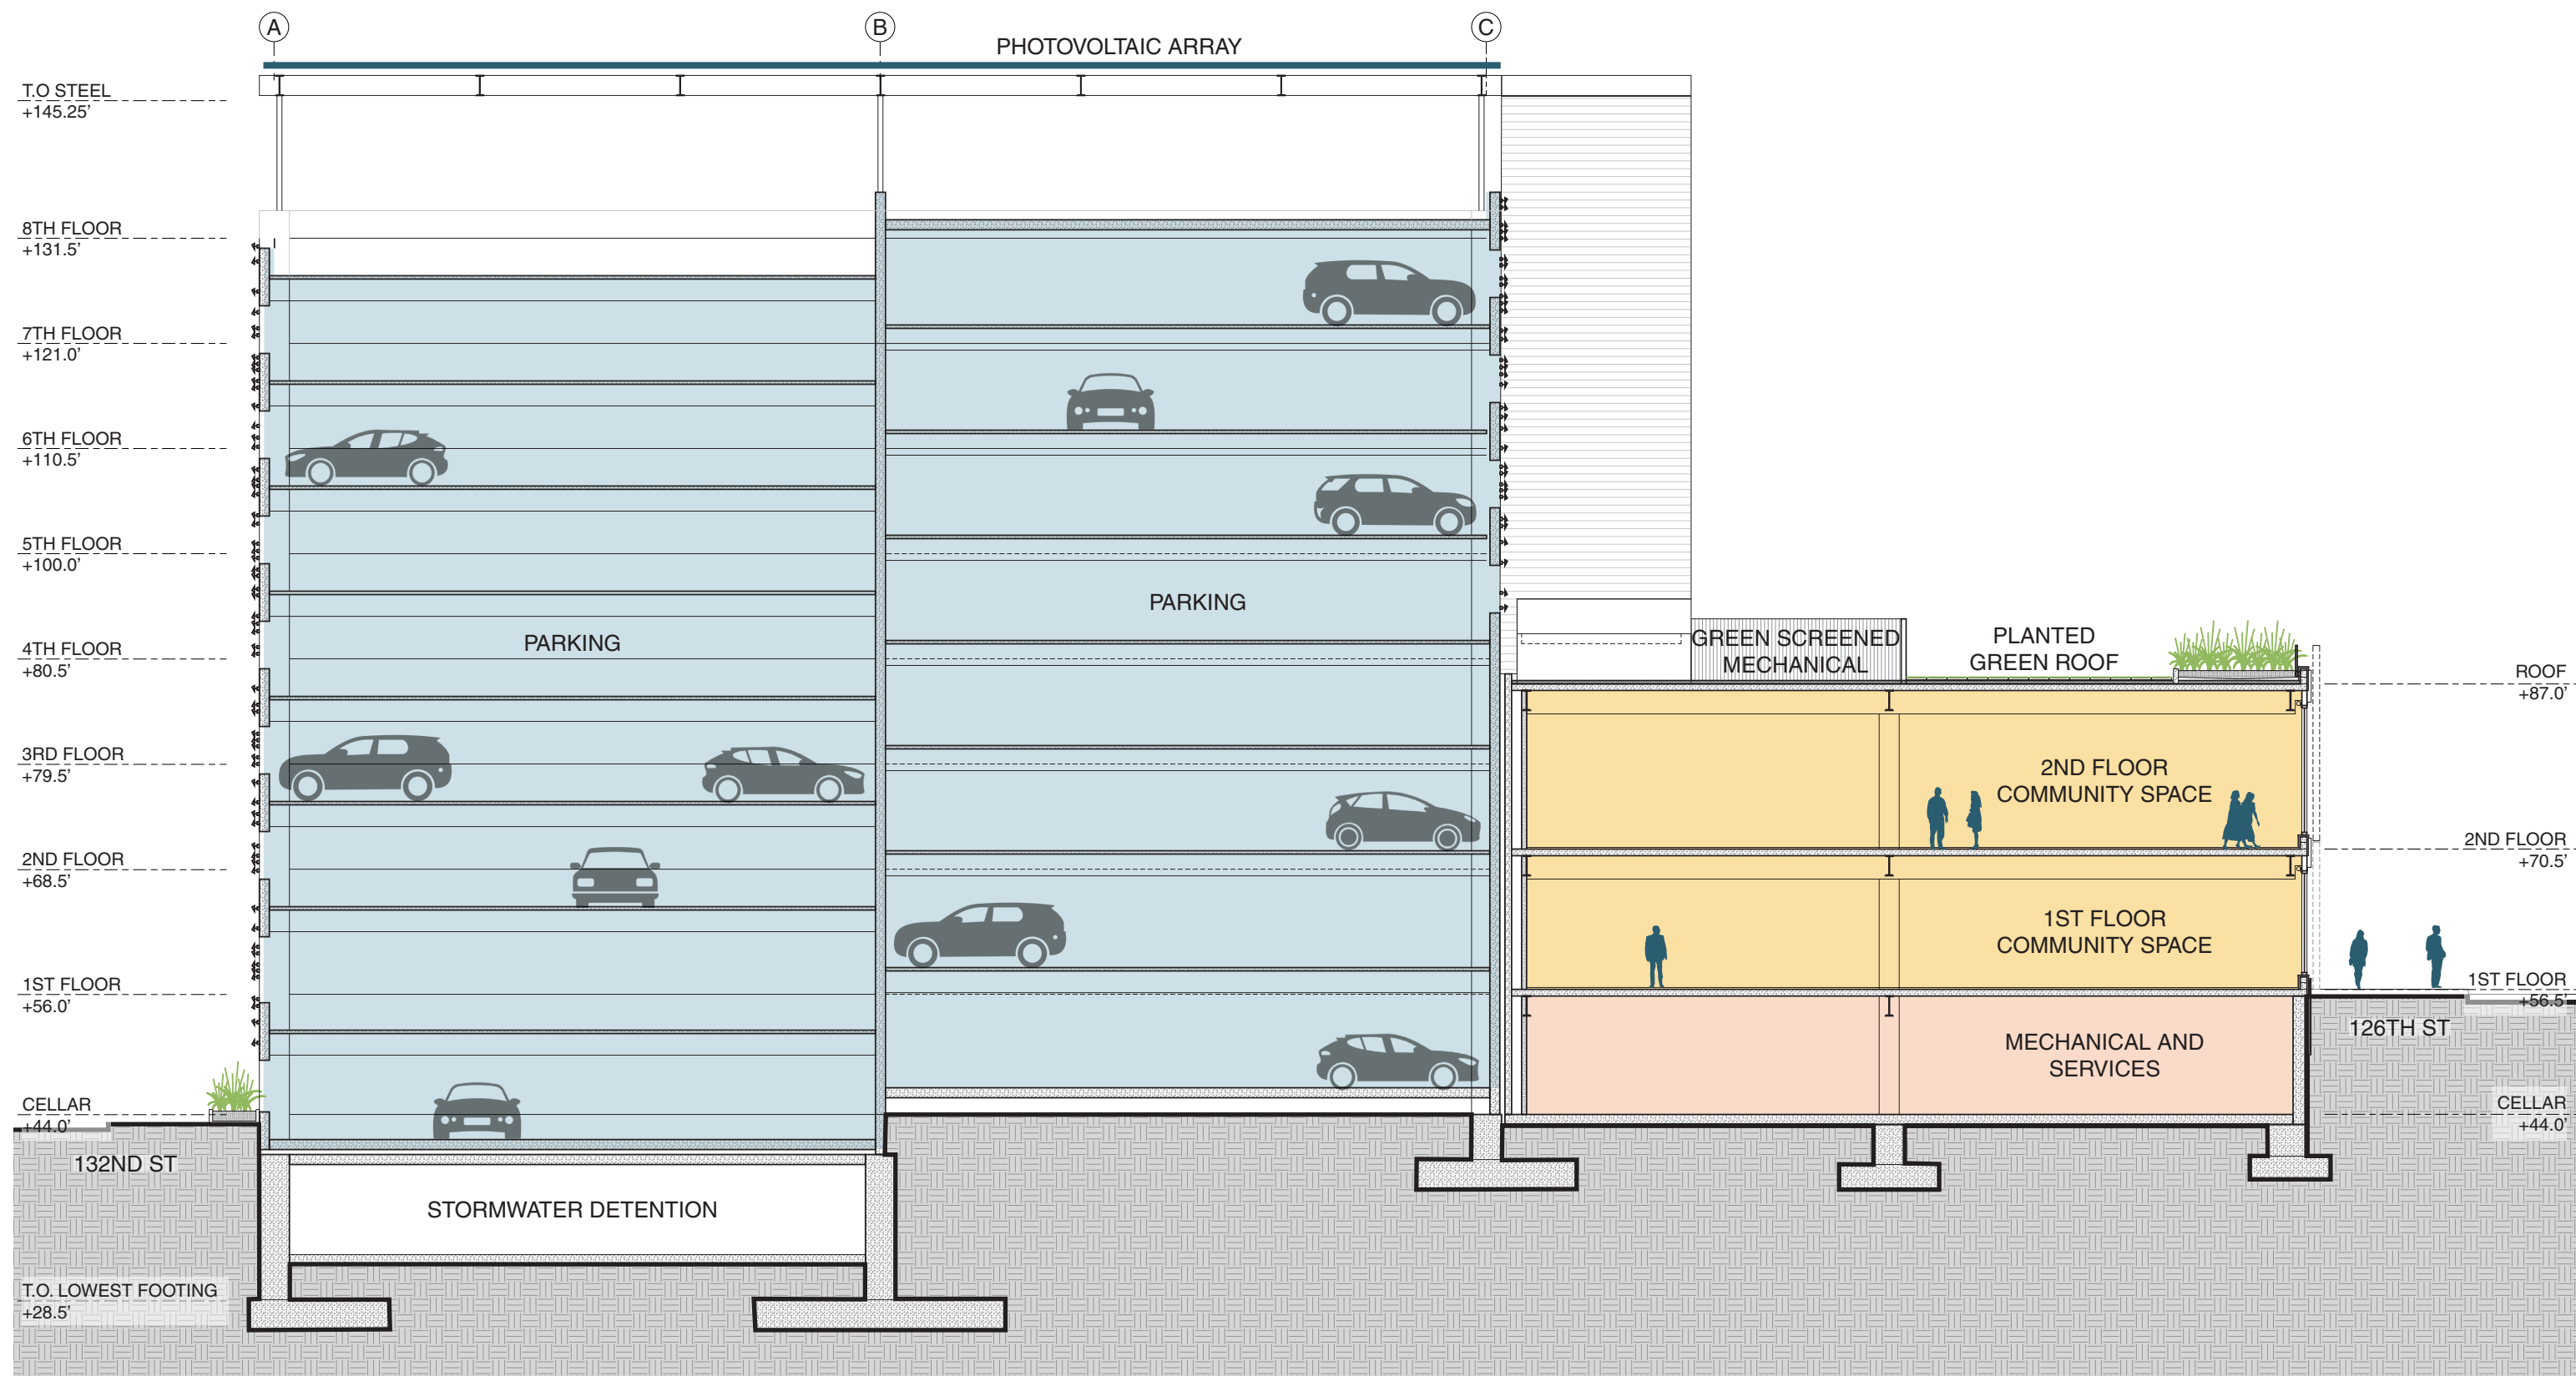 A
B
C
PHOTOVOLTAIC ARRAY
T.O STEEL
+145.25'
8TH FLOOR
+131.5'
7TH FLOOR
+121.0'
6TH FLOOR
+110.5'
5TH FLOOR
+100.0'
4TH FLOOR
+80.5'
3RD FLOOR
+79.5'
2ND FLOOR
+68.5'
1ST FLOOR
+56.0'
CELLAR
+44.0'
132ND ST
T.O. LOWEST FOOTING
+28.5'
PARKING
PARKING
STORMWATER DETENTION
GREEN SCREENED
MECHANICAL
PLANTED
GREEN ROOF
2ND FLOOR
COMMUNITY SPACE
1ST FLOOR
COMMUNITY SPACE
MECHANICAL AND
SERVICES
ROOF
+87.0'
2ND FLOOR
+70.5'
1ST FLOOR
+56.5'
126TH ST
CELLAR
+44.0'